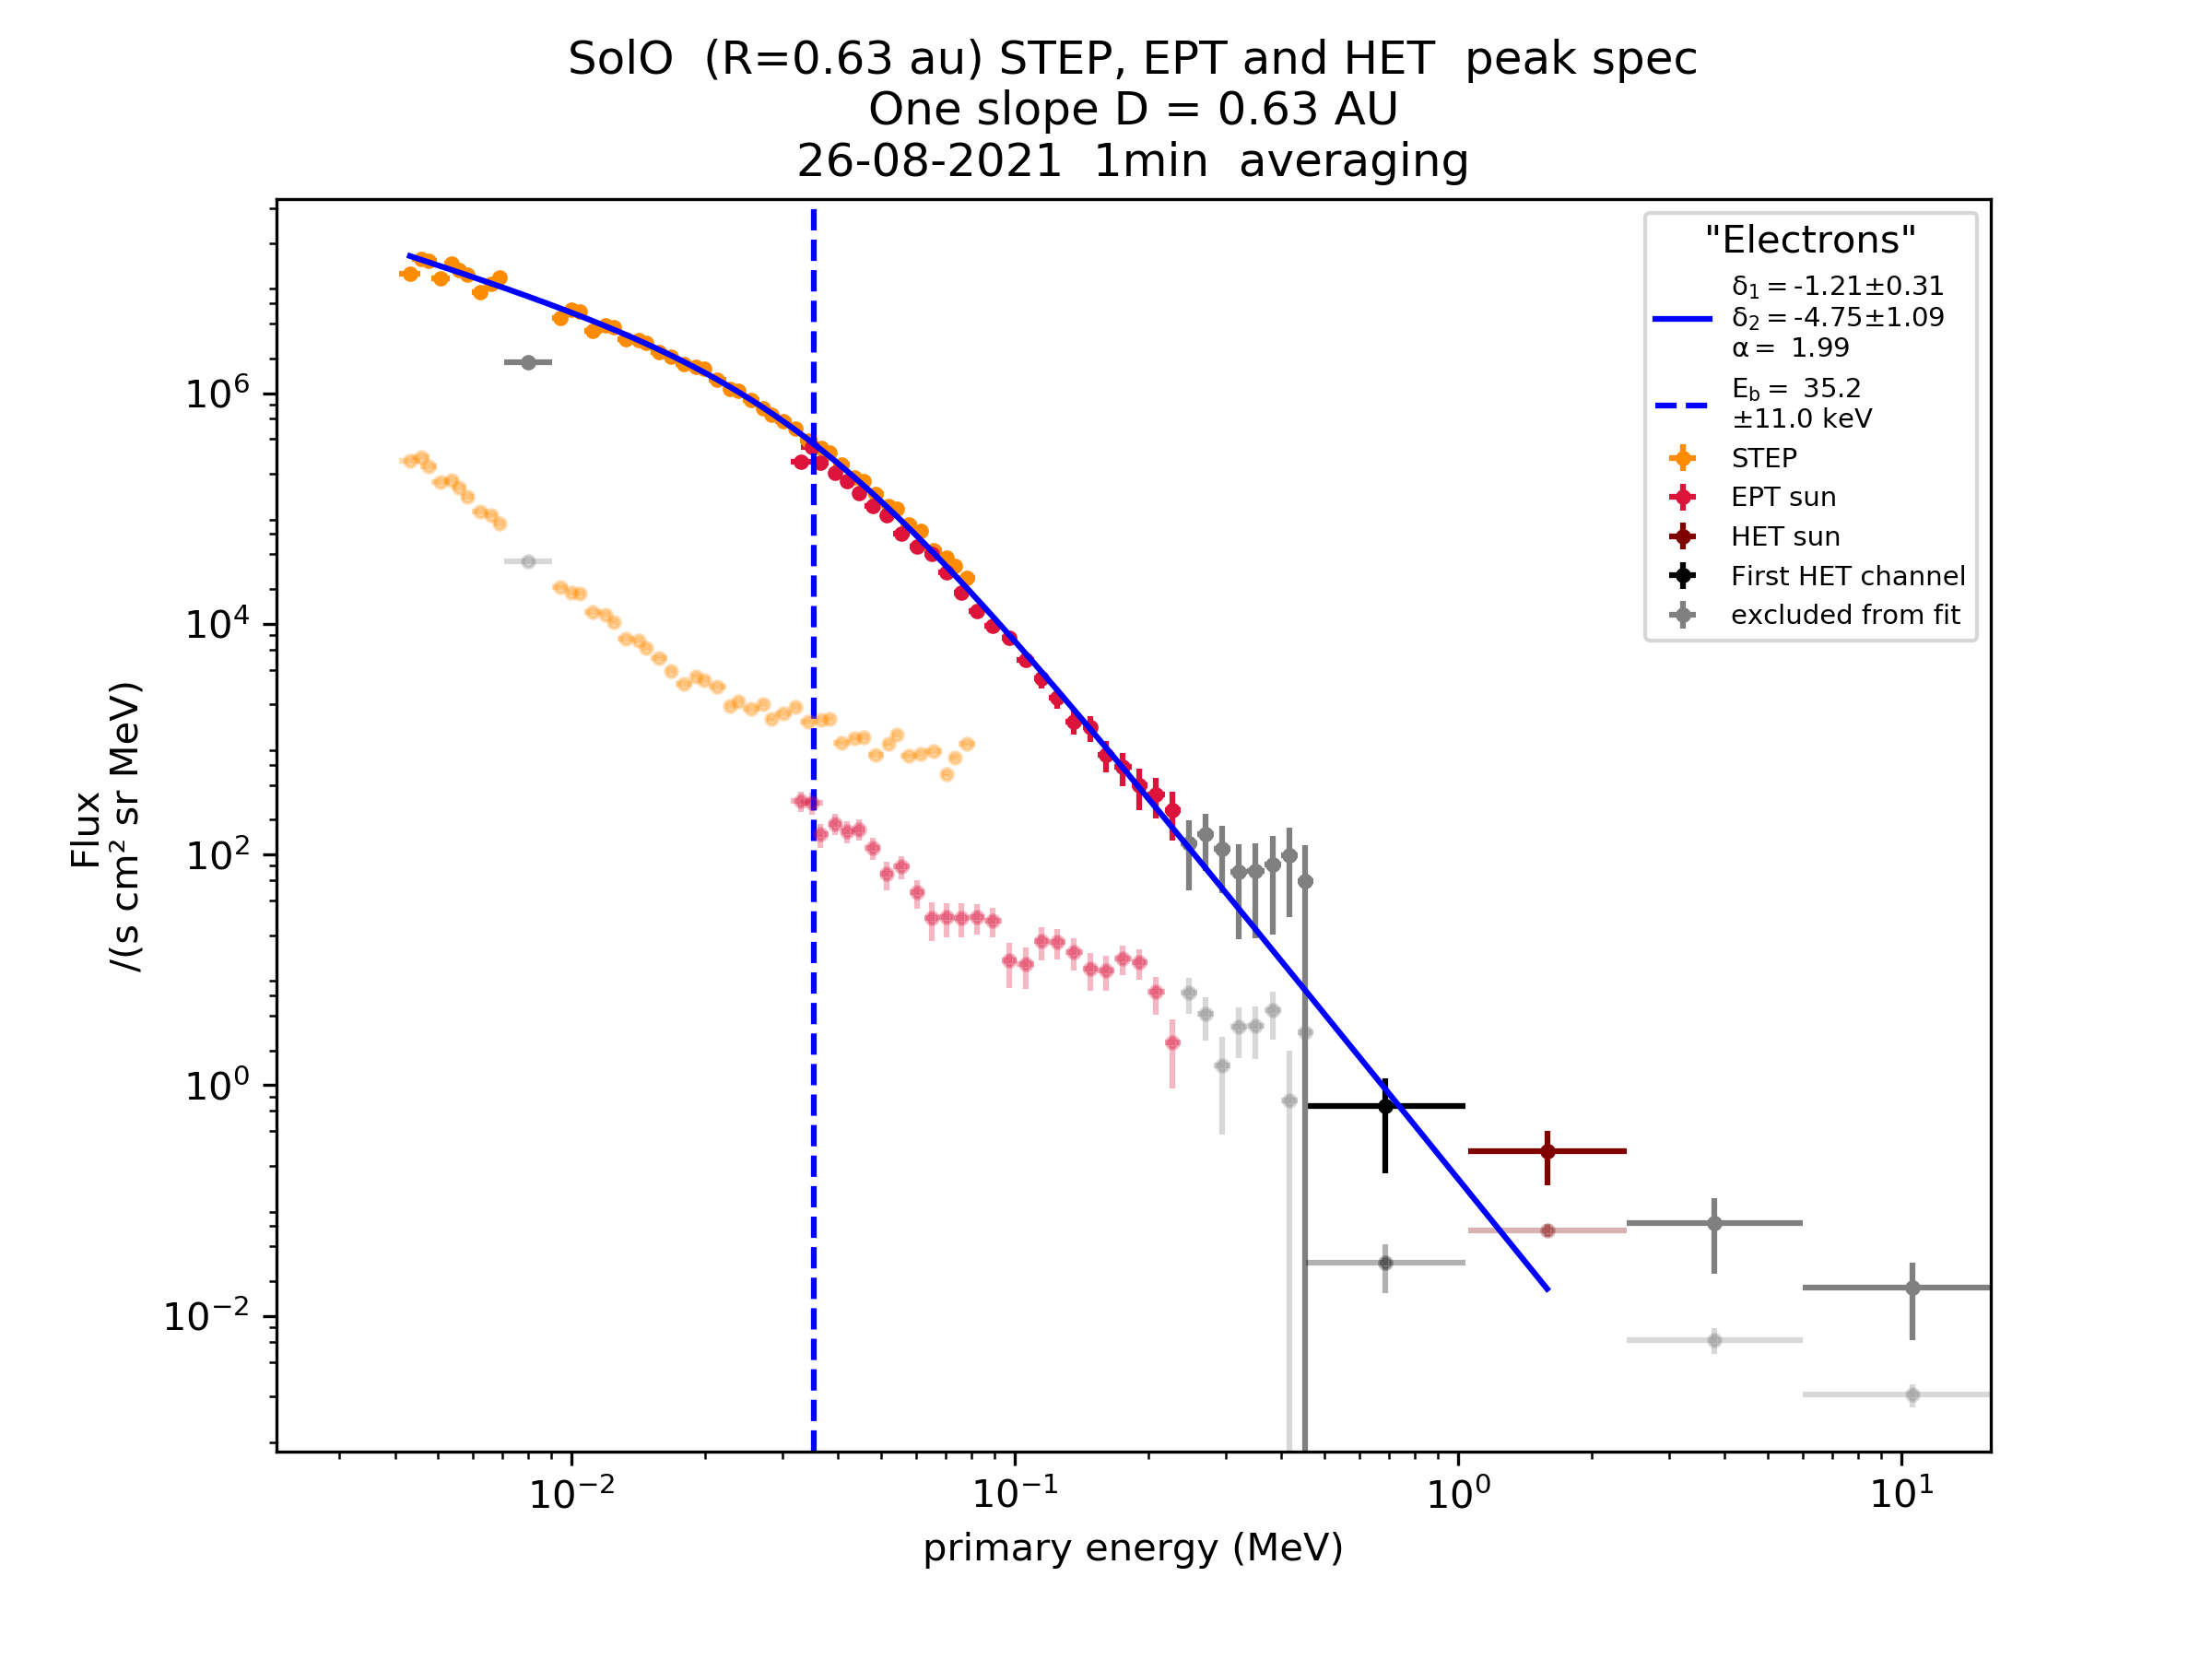 SolO  (R=0.63 au) STEP, EPT and HET  peak spec
One slope D = 0.63 AU
26-08-2021  1min  averaging
"Electrons"
δ₁ = -1.21±0.31
δ₂ = -4.75±1.09
α =  1.99
E_b =  35.2
±11.0 keV
STEP
EPT sun
HET sun
First HET channel
excluded from fit
Flux
/(s cm² sr MeV)
10⁶
10⁴
10²
10⁰
10⁻²
10⁻²
10⁻¹
10⁰
10¹
primary energy (MeV)